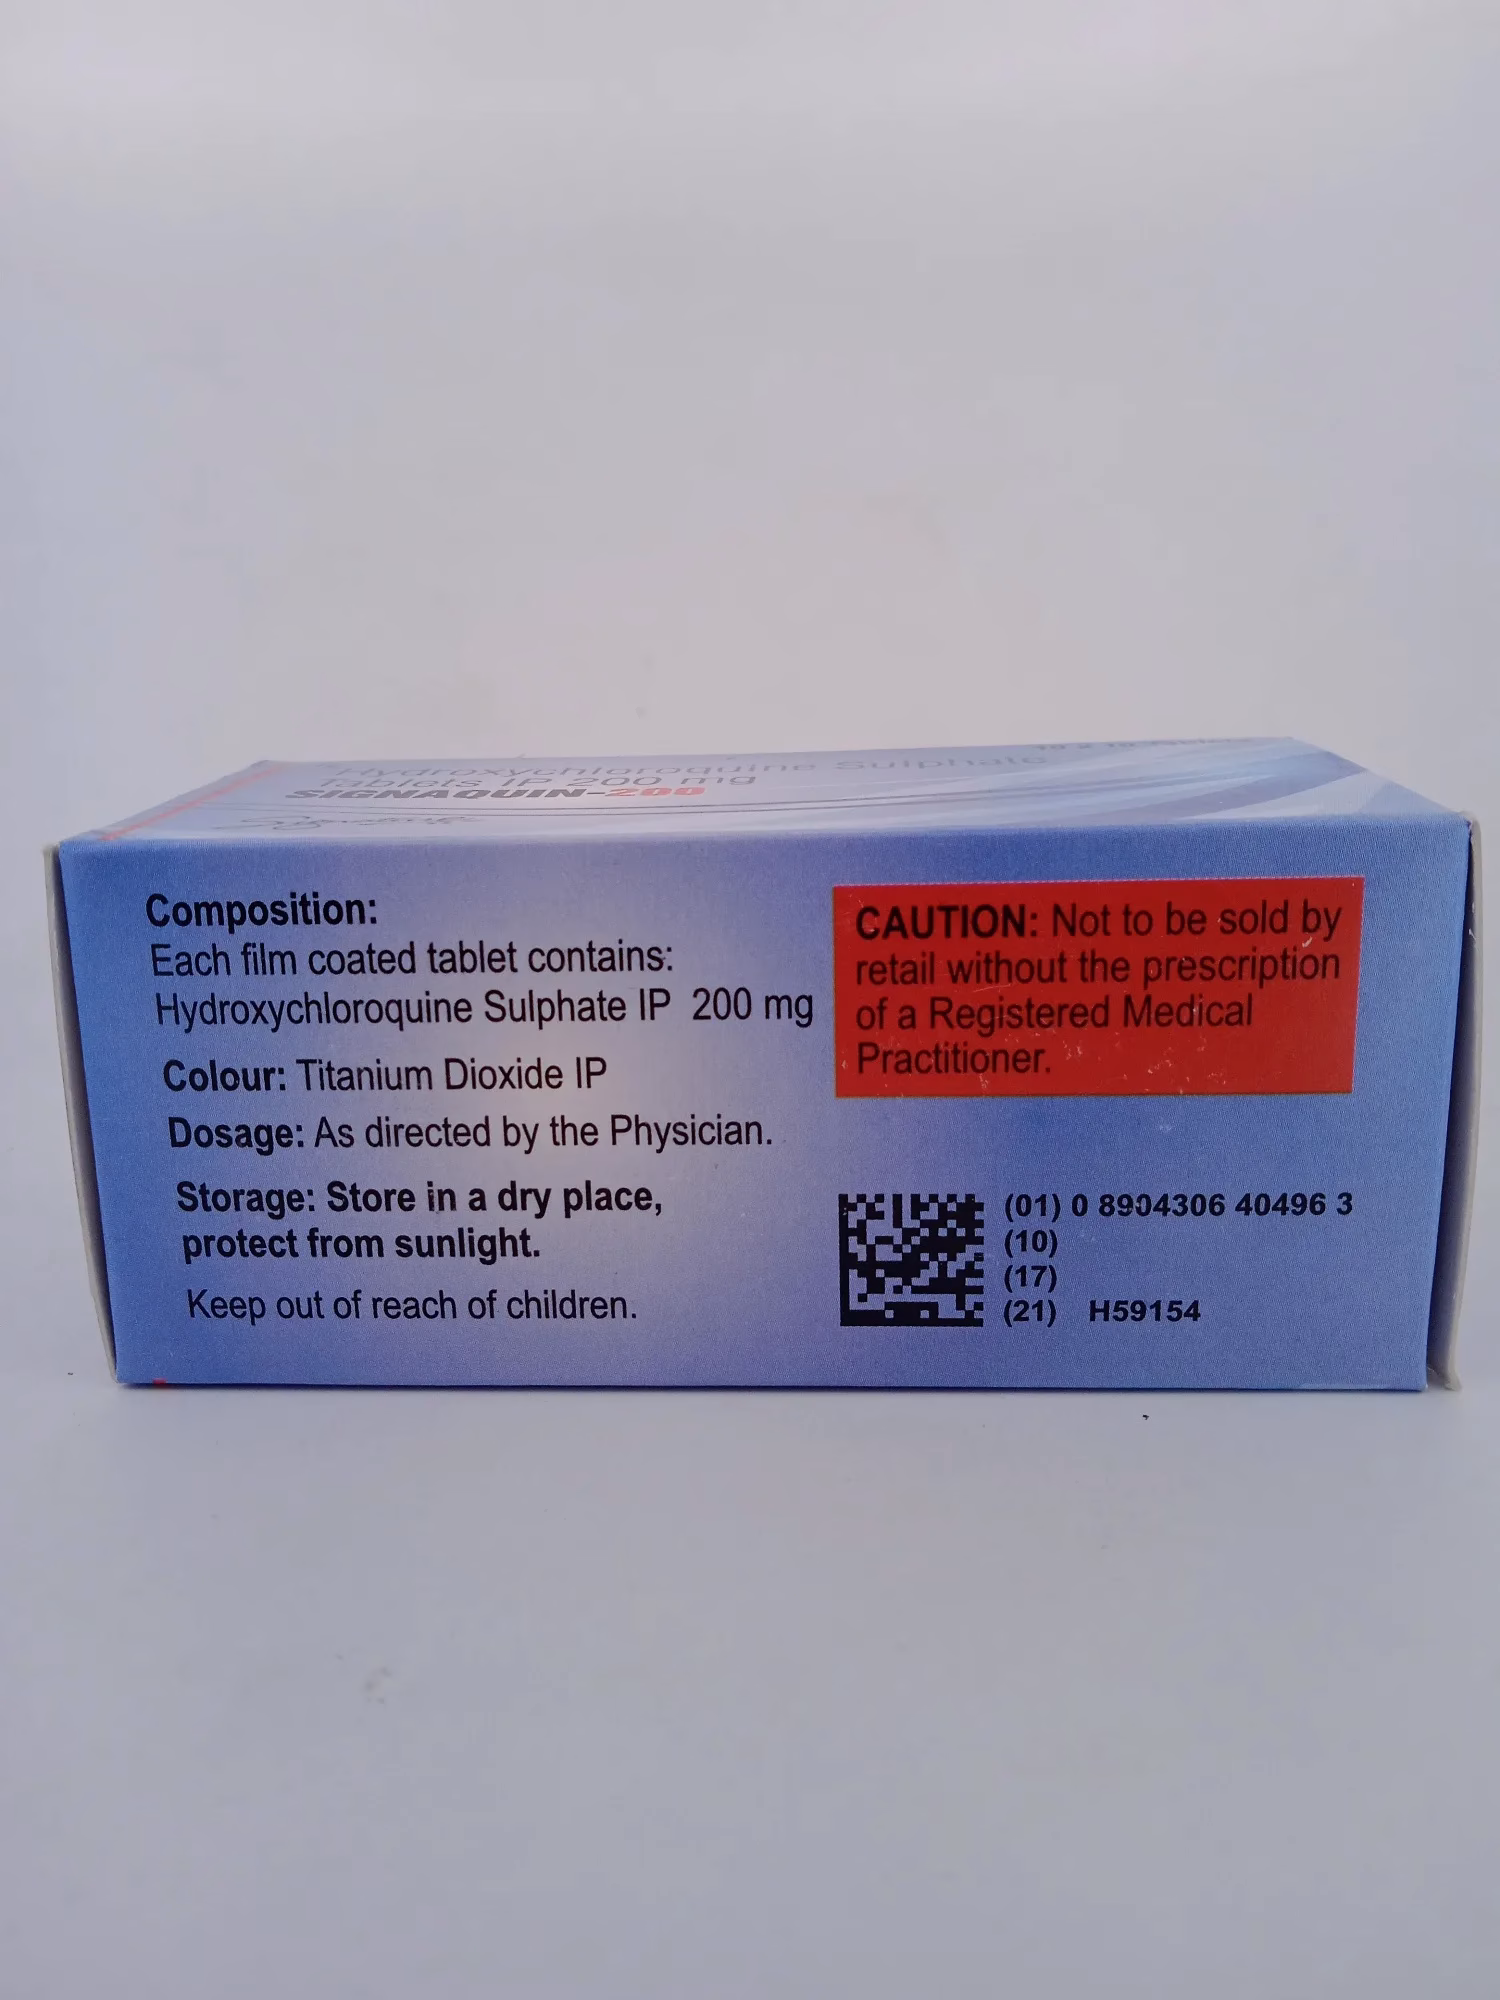 Hydroxychloroquine Sulphate
Tablets IP 200 mg
SIGNAQUIN-200
Composition:
Each film coated tablet contains:
Hydroxychloroquine Sulphate IP 200 mg
Colour: Titanium Dioxide IP
Dosage: As directed by the Physician.
Storage: Store in a dry place,
protect from sunlight.
Keep out of reach of children.
CAUTION: Not to be sold by
retail without the prescription
of a Registered Medical
Practitioner.
(01) 0 8904306 40496 3
(10)
(17)
(21) H59154